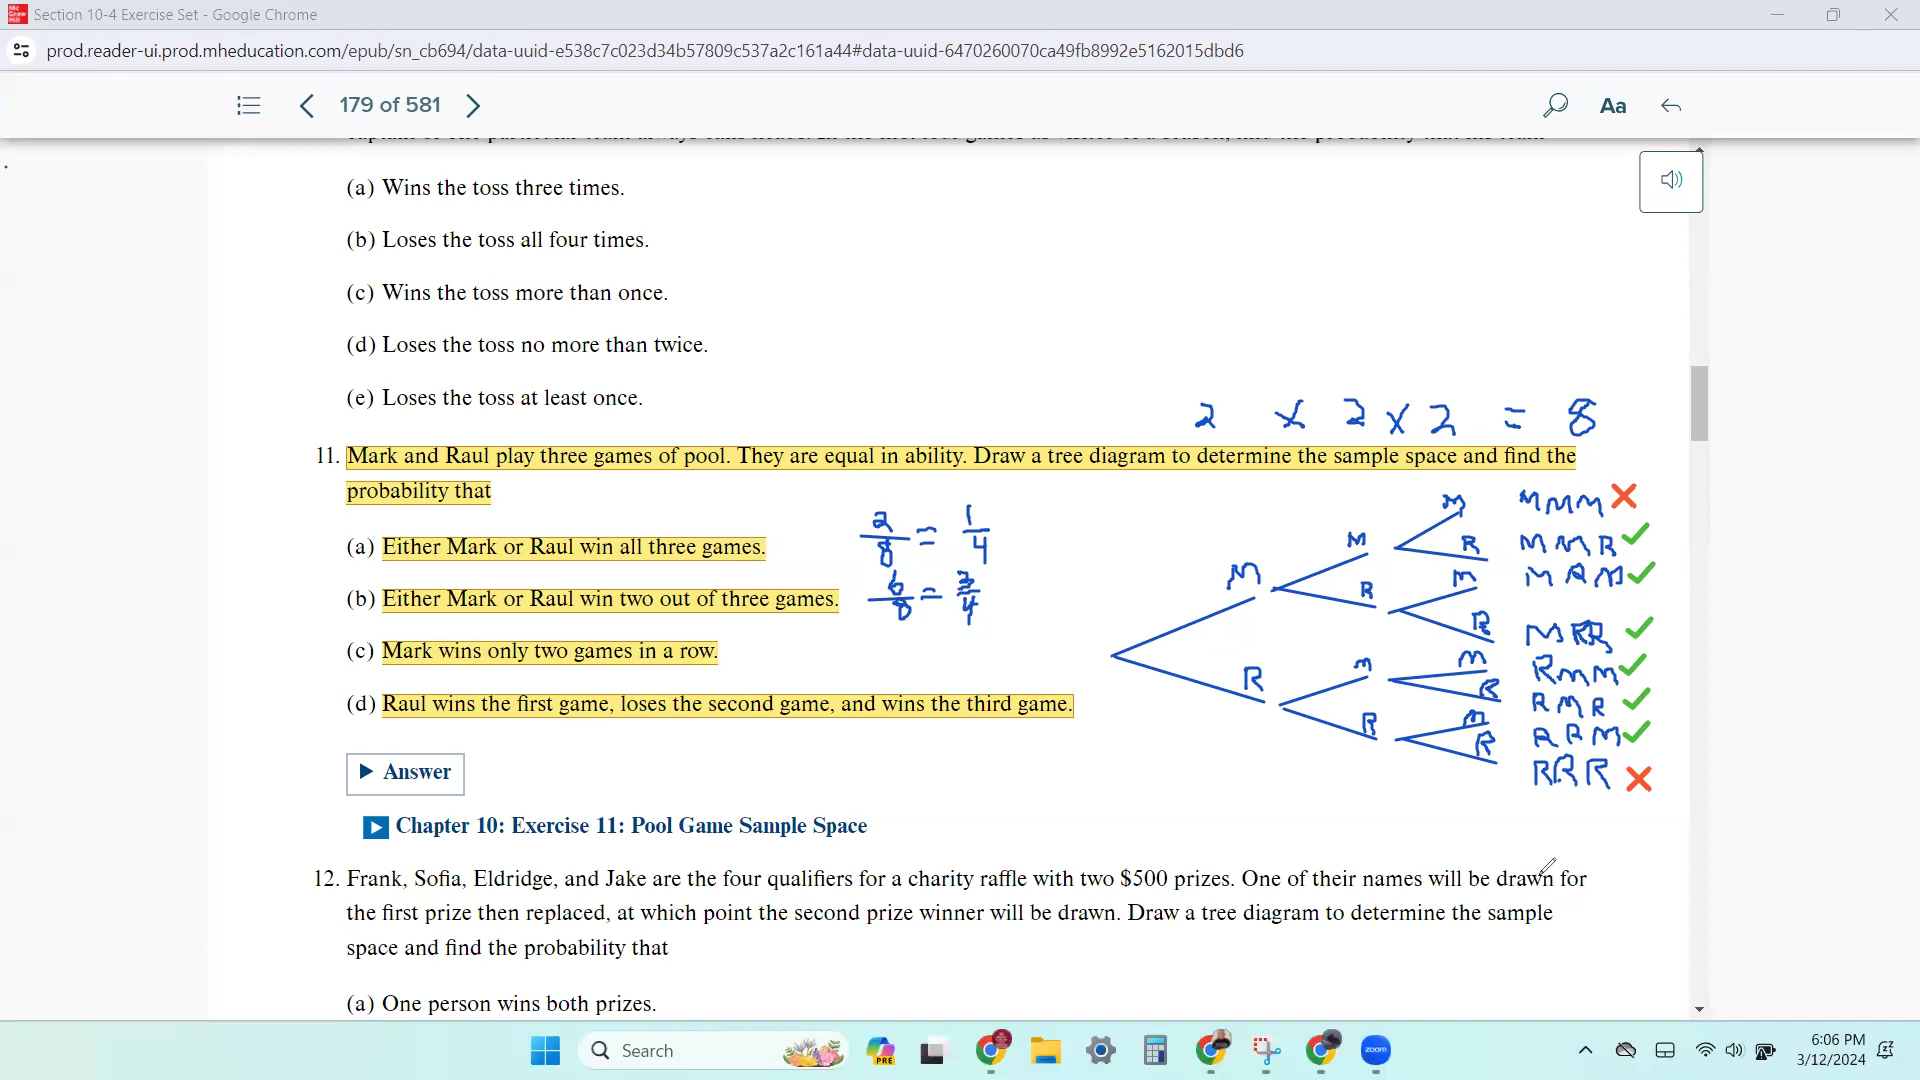 Section 10-4 Exercise Set - Google Chrome
prod.reader-ui.prod.mheducation.com/epub/sn_cb694/data-uuid-e538c7c023d34b57809c537a2c161a44#data-uuid-6470260070ca49fb8992e5162015dbd6
179 of 581
Aa
(a) Wins the toss three times.
(b) Loses the toss all four times.
(c) Wins the toss more than once.
(d) Loses the toss no more than twice.
(e) Loses the toss at least once.
2 x 2 x 2 = 8
11. Mark and Raul play three games of pool. They are equal in ability. Draw a tree diagram to determine the sample space and find the
probability that
(a) Either Mark or Raul win all three games. 2/8 = 1/4
(b) Either Mark or Raul win two out of three games. 6/8 = 3/4
(c) Mark wins only two games in a row.
(d) Raul wins the first game, loses the second game, and wins the third game.
M
R
M
R
M
R
M
R
M
R
M
R
M
R
MMM
MMR
MRM
MRR
RMM
RMR
RRM
RRR
Answer
Chapter 10: Exercise 11: Pool Game Sample Space
12. Frank, Sofia, Eldridge, and Jake are the four qualifiers for a charity raffle with two $500 prizes. One of their names will be drawn for
the first prize then replaced, at which point the second prize winner will be drawn. Draw a tree diagram to determine the sample
space and find the probability that
(a) One person wins both prizes.
Search
PRE
zoom
6:06 PM
3/12/2024